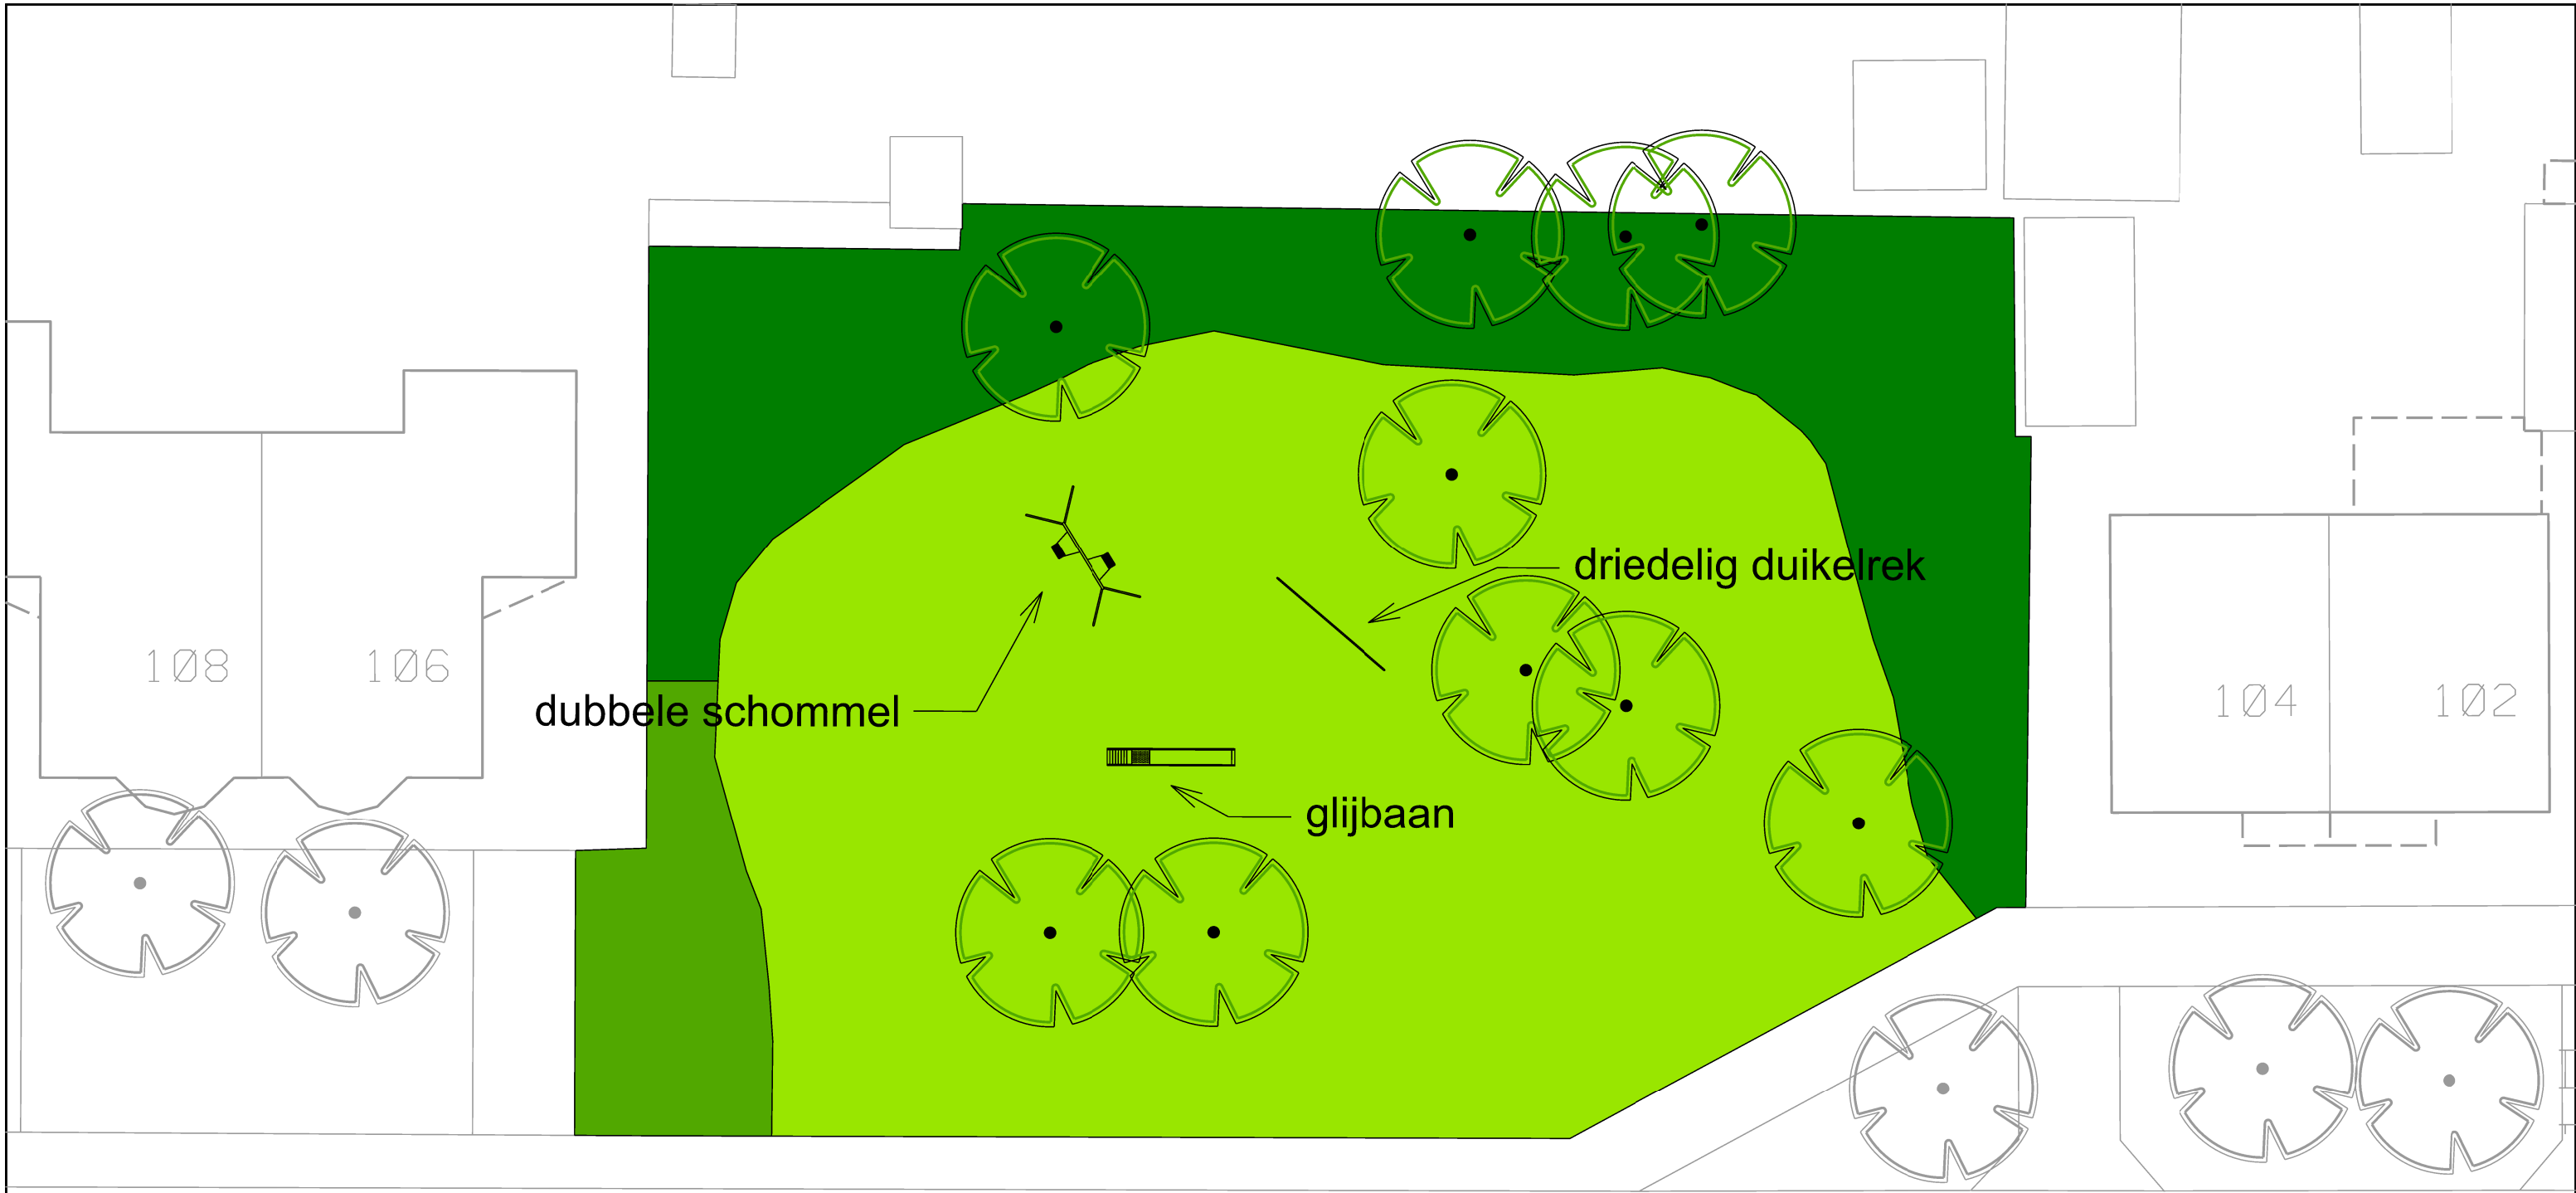 driedelig duikelrek
108
106
dubbele schommel
104
102
glijbaan